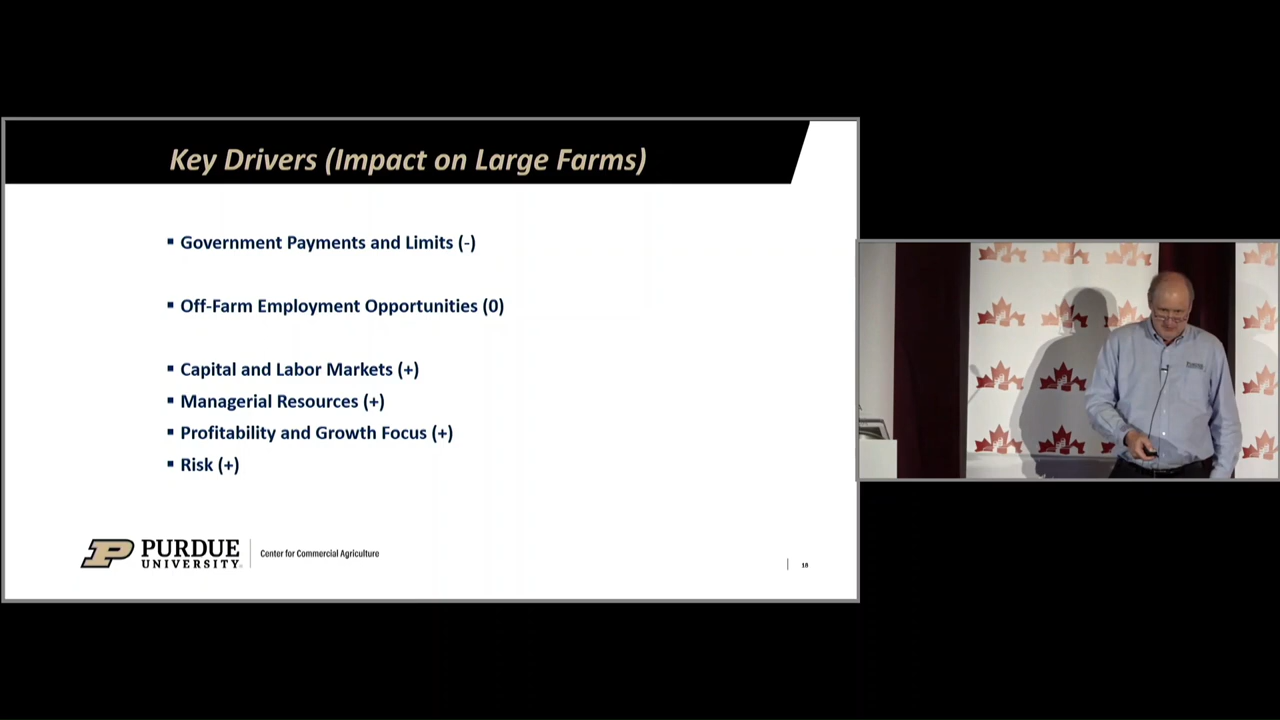 Key Drivers (Impact on Large Farms)
▪ Government Payments and Limits (-)
▪ Off-Farm Employment Opportunities (0)
▪ Capital and Labor Markets (+)
▪ Managerial Resources (+)
▪ Profitability and Growth Focus (+)
▪ Risk (+)
PURDUE
UNIVERSITY.
Center for Commercial Agriculture
18